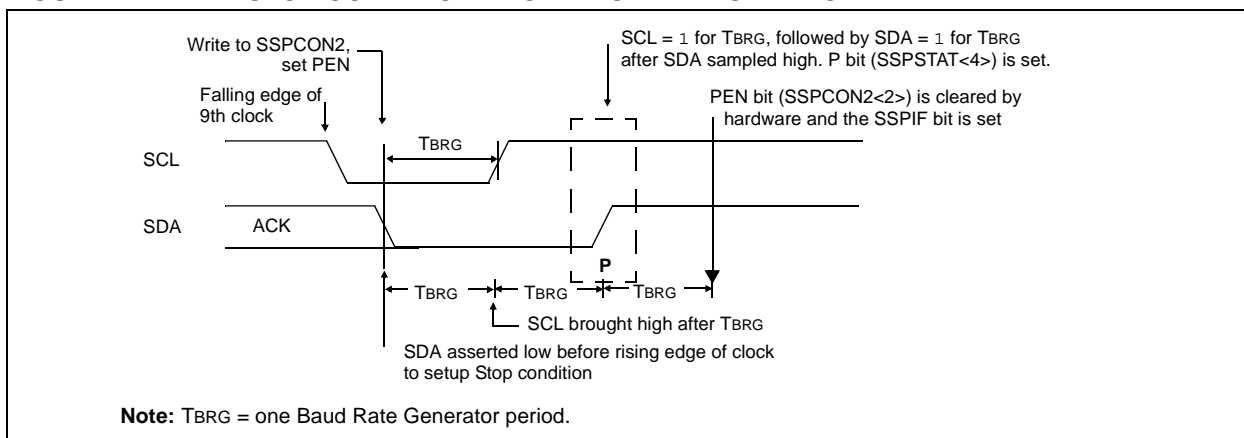 Write to SSPCON2,
set PEN
SCL = 1 for TBRG, followed by SDA = 1 for TBRG
after SDA sampled high. P bit (SSPSTAT<4>) is set.
Falling edge of
9th clock
PEN bit (SSPCON2<2>) is cleared by
hardware and the SSPIF bit is set
TBRG
SCL
SDA
ACK
P
TBRG
TBRG
TBRG
SCL brought high after TBRG
SDA asserted low before rising edge of clock
to setup Stop condition
Note: TBRG = one Baud Rate Generator period.